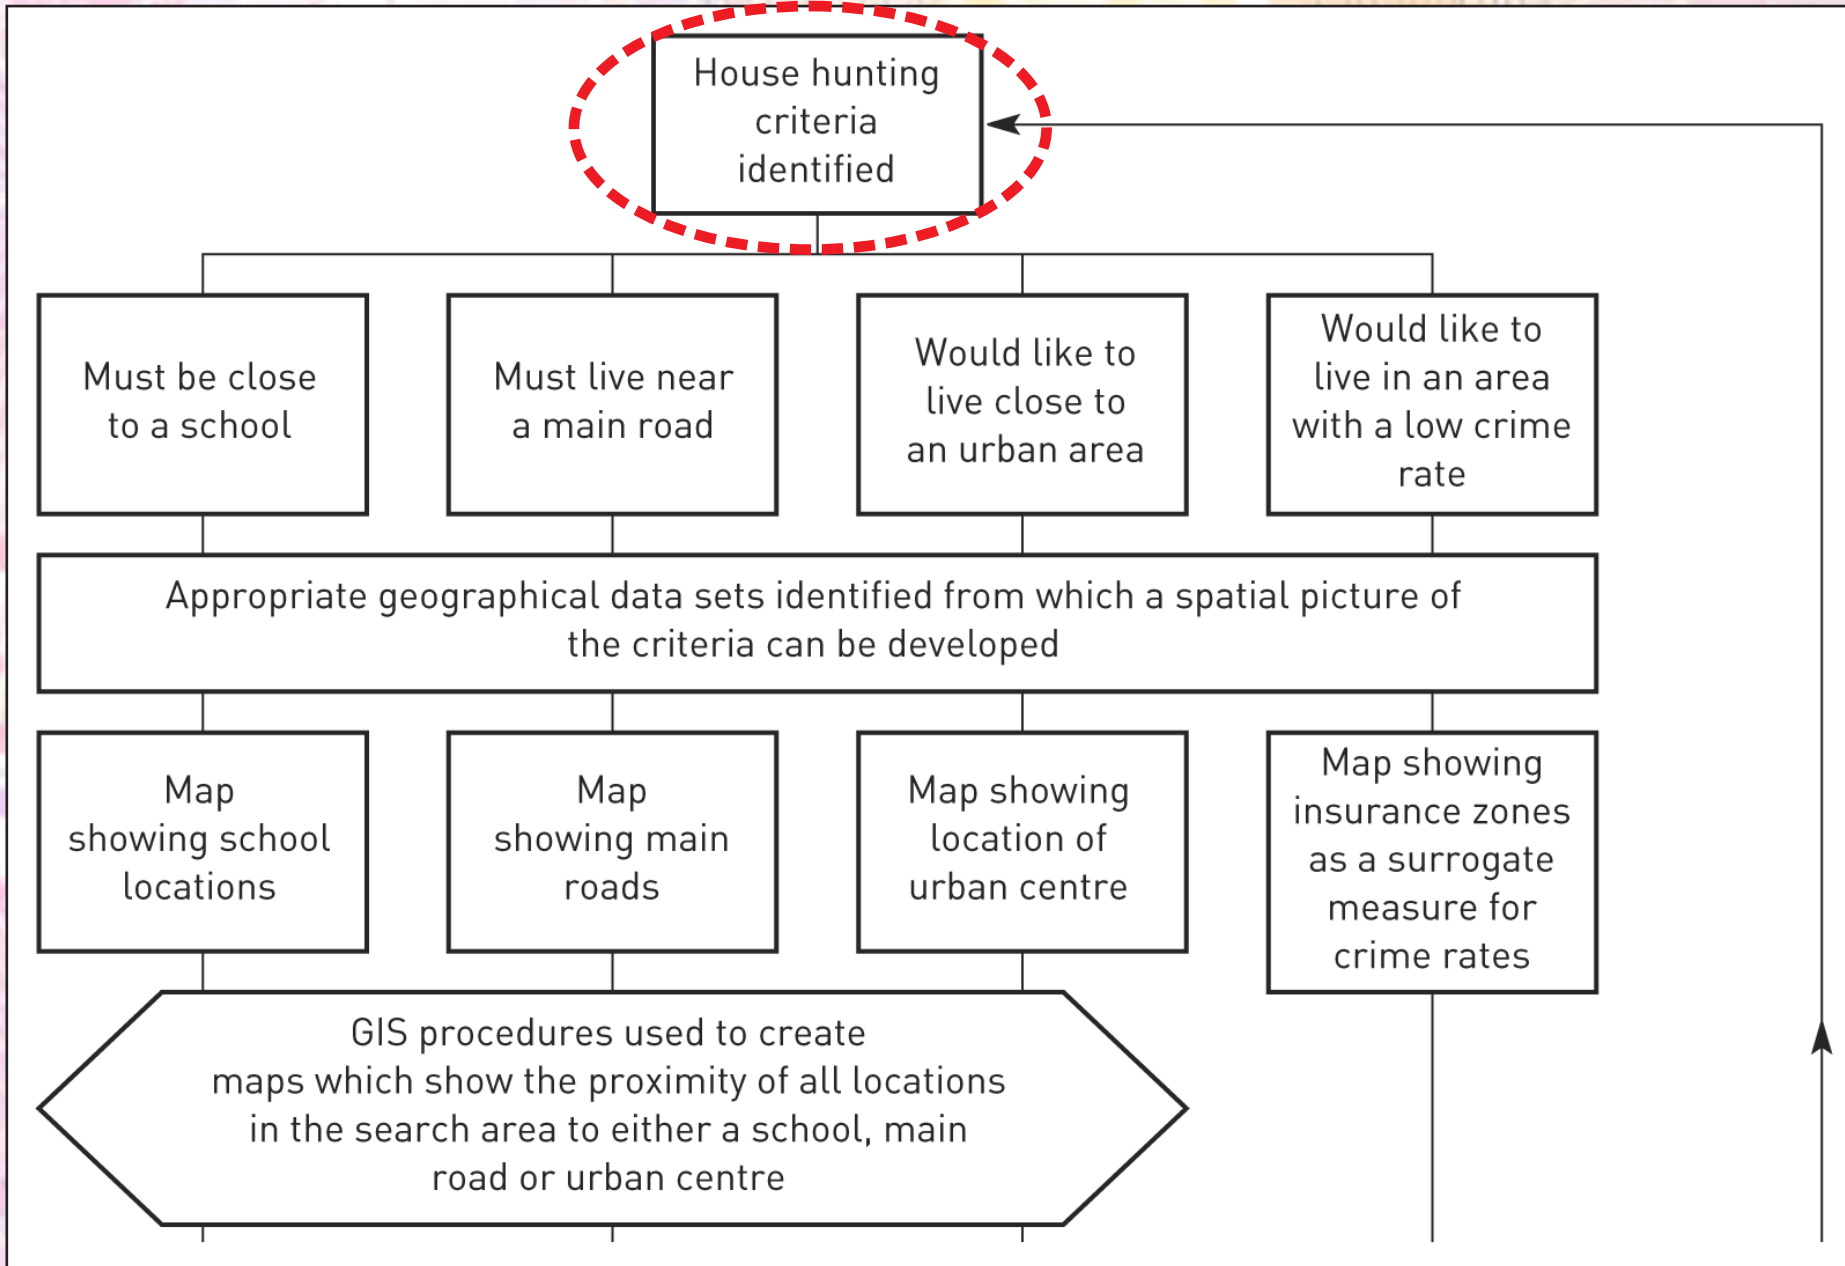 House hunting
criteria
identified
Must be close
to a school
Must live near
a main road
Would like to
live close to
an urban area
Would like to
live in an area
with a low crime
rate
Appropriate geographical data sets identified from which a spatial picture of
the criteria can be developed
Map
showing school
locations
Map
showing main
roads
Map showing
location of
urban centre
Map showing
insurance zones
as a surrogate
measure for
crime rates
GIS procedures used to create
maps which show the proximity of all locations
in the search area to either a school, main
road or urban centre